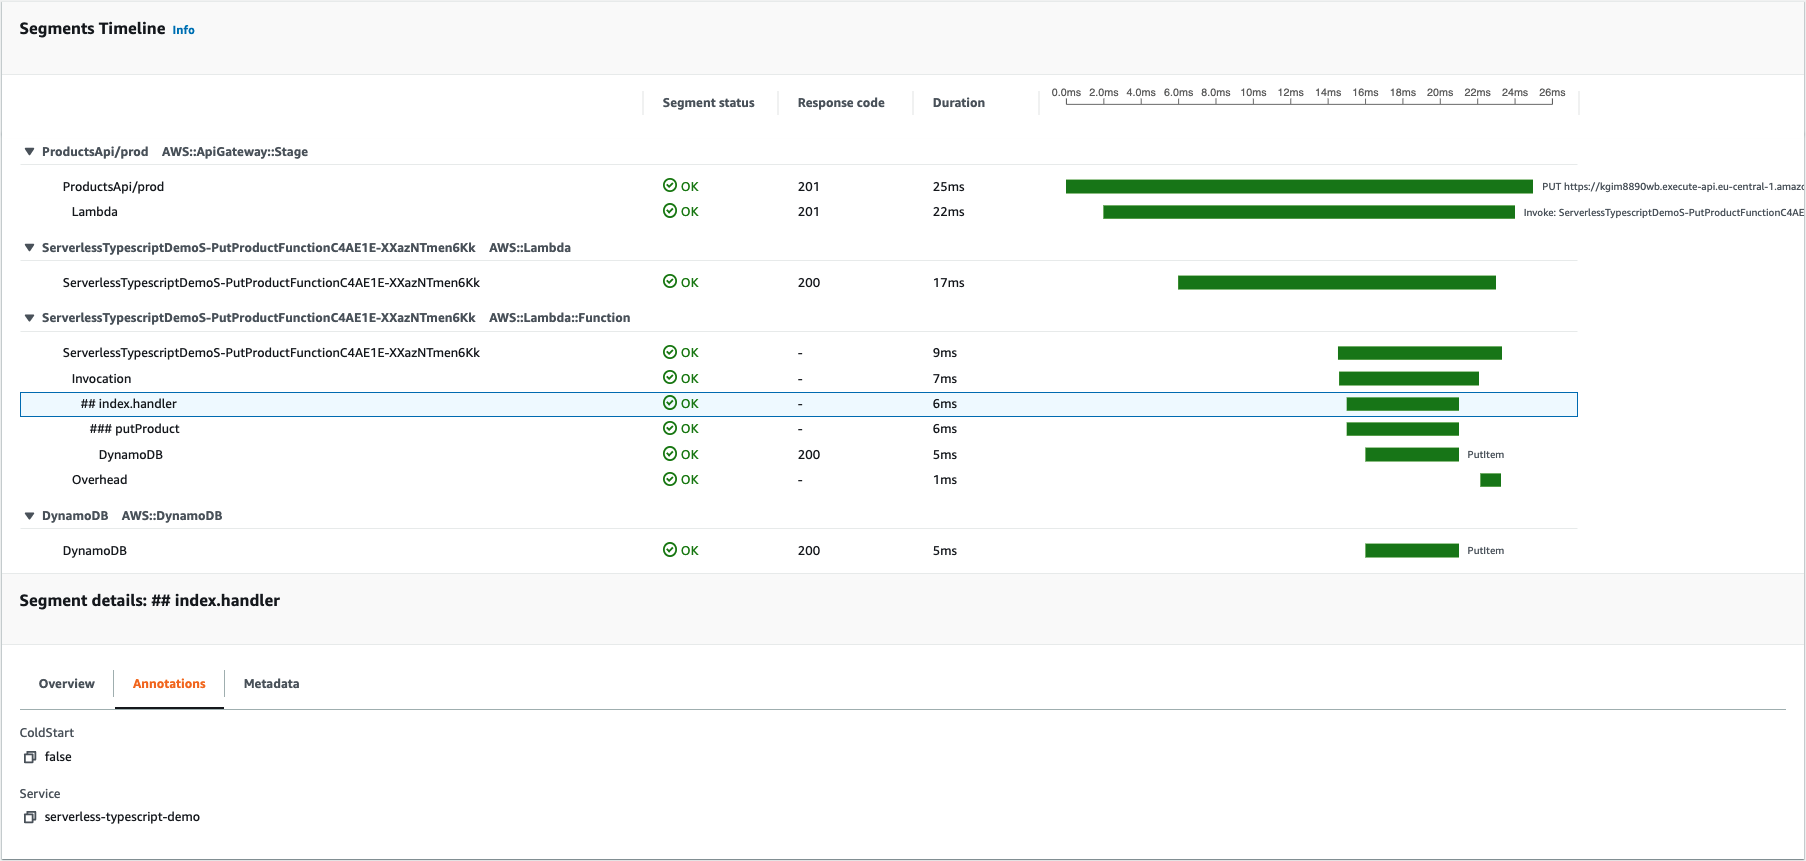 Segments Timeline Info
Segment status Response code Duration 0.0ms 2.0ms 4.0ms 6.0ms 8.0ms 10ms 12ms 14ms 16ms 18ms 20ms 22ms 24ms 26ms
ProductsApi/prod AWS::ApiGateway::Stage
ProductsApi/prod OK 201 25ms PUT https://kgim8890wb.execute-api.eu-central-1.amazo
Lambda OK 201 22ms Invoke: ServerlessTypescriptDemoS-PutProductFunctionC4AE
ServerlessTypescriptDemoS-PutProductFunctionC4AE1E-XXazNTmen6Kk AWS::Lambda
ServerlessTypescriptDemoS-PutProductFunctionC4AE1E-XXazNTmen6Kk OK 200 17ms
ServerlessTypescriptDemoS-PutProductFunctionC4AE1E-XXazNTmen6Kk AWS::Lambda::Function
ServerlessTypescriptDemoS-PutProductFunctionC4AE1E-XXazNTmen6Kk OK - 9ms
Invocation OK - 7ms
## index.handler OK - 6ms
### putProduct OK - 6ms
DynamoDB OK 200 5ms PutItem
Overhead OK - 1ms
DynamoDB AWS::DynamoDB
DynamoDB OK 200 5ms PutItem
Segment details: ## index.handler
Overview Annotations Metadata
ColdStart
false
Service
serverless-typescript-demo